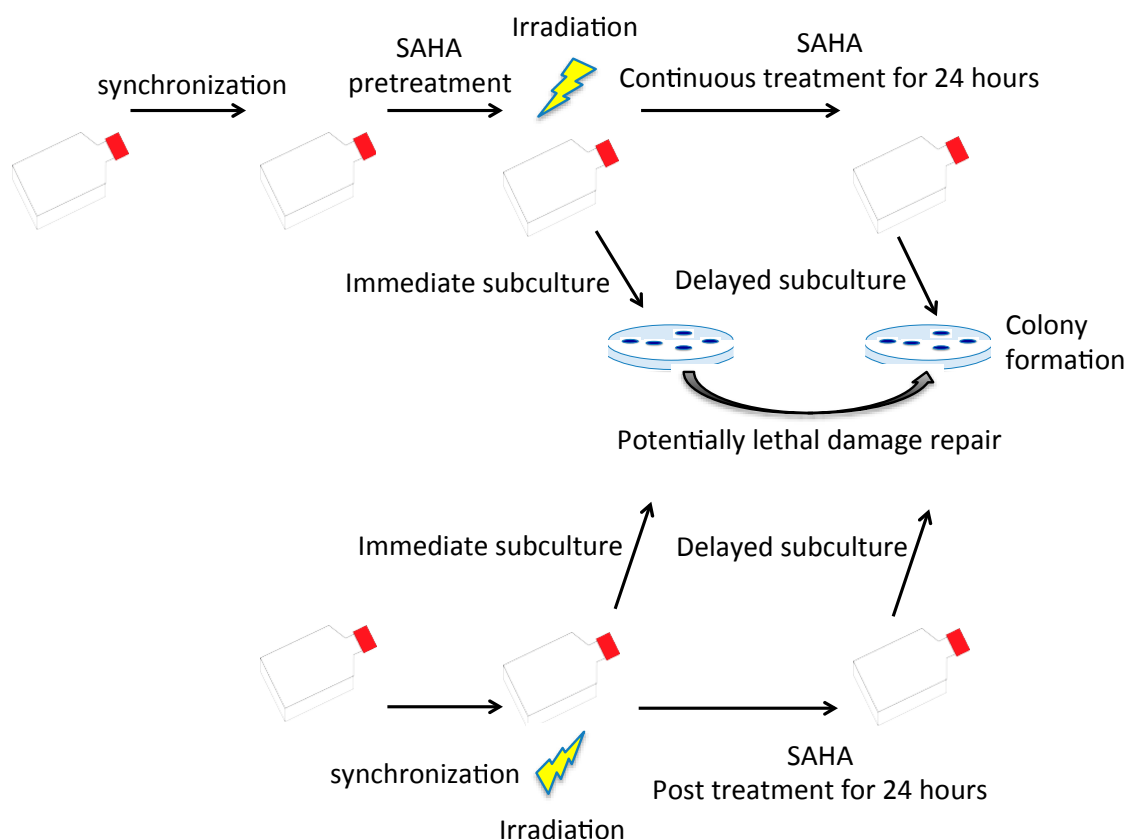 Irradiation
synchronization
SAHA
pretreatment
SAHA
Continuous treatment for 24 hours
Immediate subculture
Delayed subculture
Colony
formation
Potentially lethal damage repair
Immediate subculture
Delayed subculture
synchronization
Irradiation
SAHA
Post treatment for 24 hours